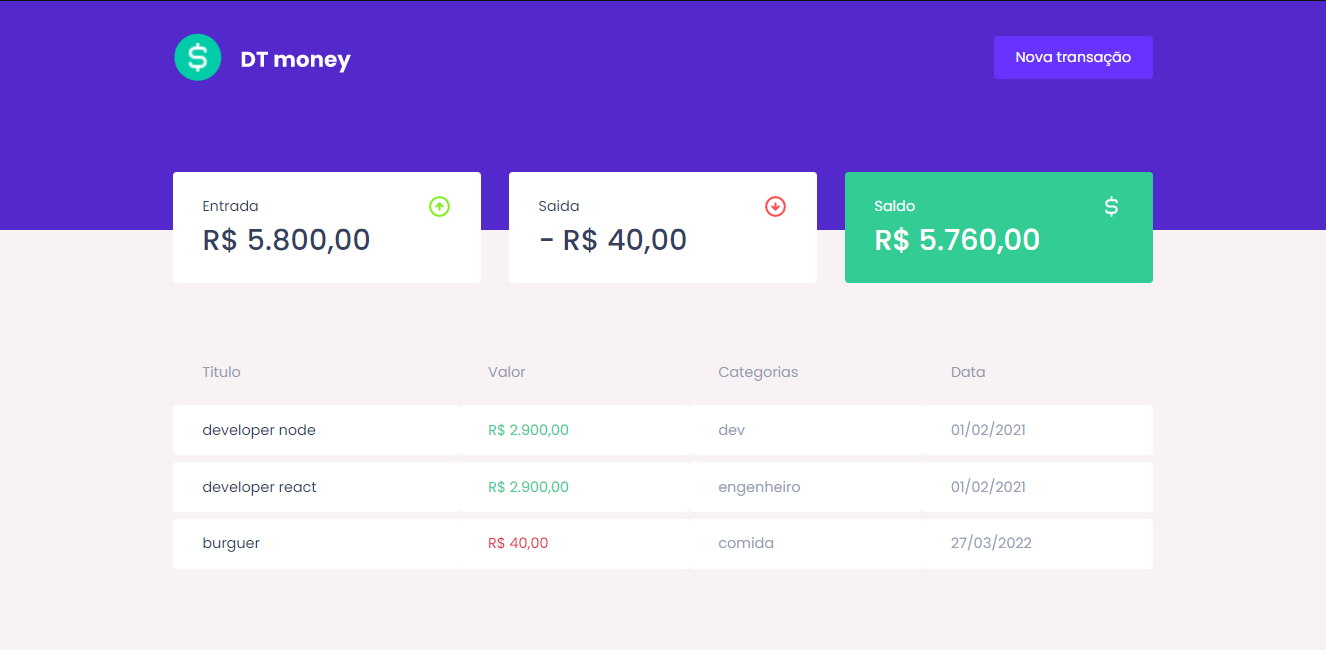 DT money
Nova transação
Entrada
R$ 5.800,00
Saida
- R$ 40,00
Saldo
$
R$ 5.760,00
Titulo Valor Categorias Data
developer node R$ 2.900,00 dev 01/02/2021
developer react R$ 2.900,00 engenheiro 01/02/2021
burguer R$ 40,00 comida 27/03/2022